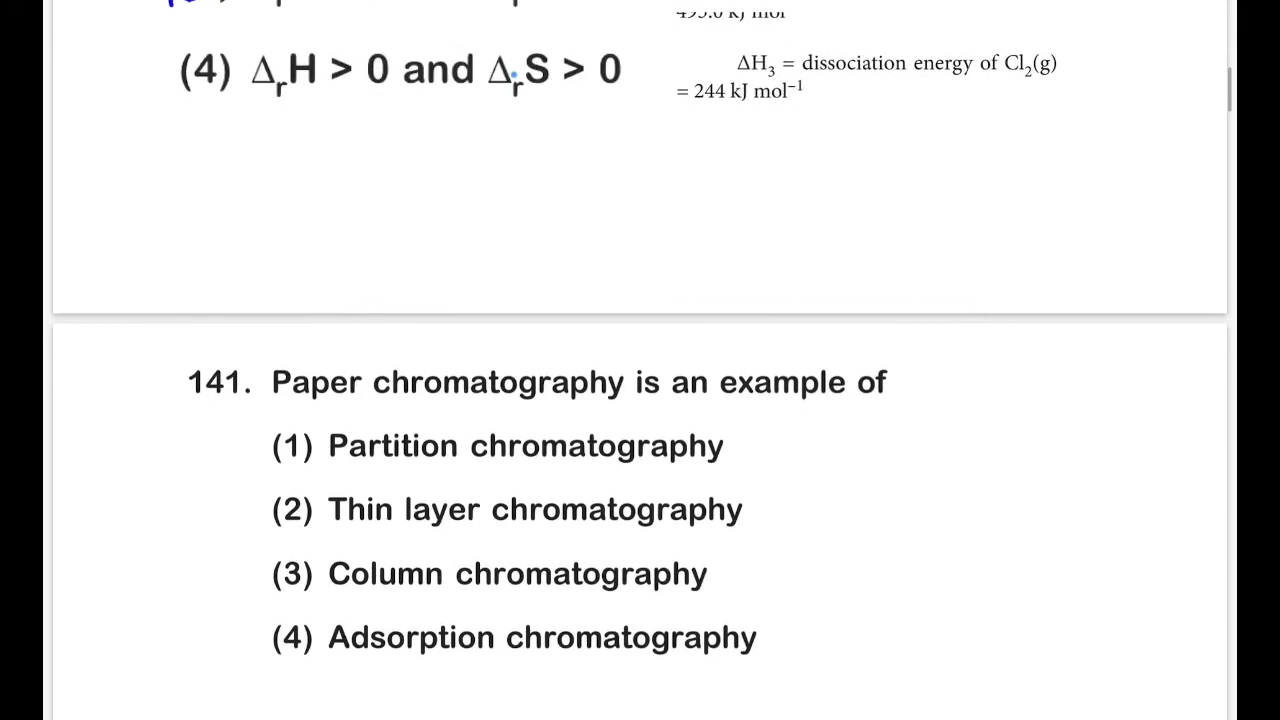 (4) ΔᵣH > 0 and ΔᵣS > 0
ΔH₃ = dissociation energy of Cl₂(g)
= 244 kJ mol⁻¹
141. Paper chromatography is an example of
(1) Partition chromatography
(2) Thin layer chromatography
(3) Column chromatography
(4) Adsorption chromatography